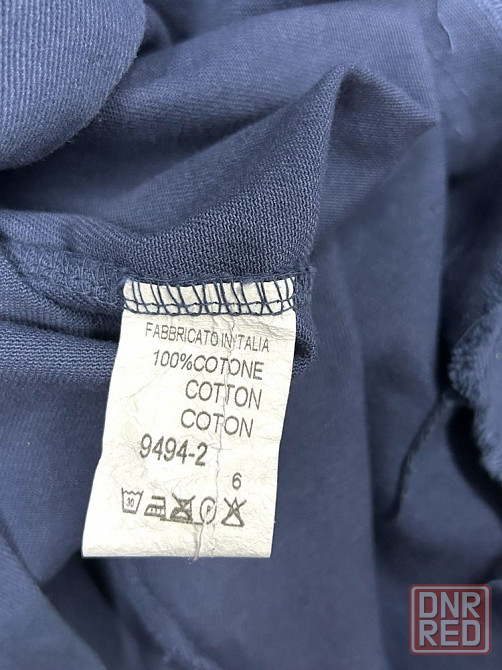 FABBRICATO IN ITALIA
100%COTONE
COTTON
COTON
9494-2
6
30
P
DNR
RED